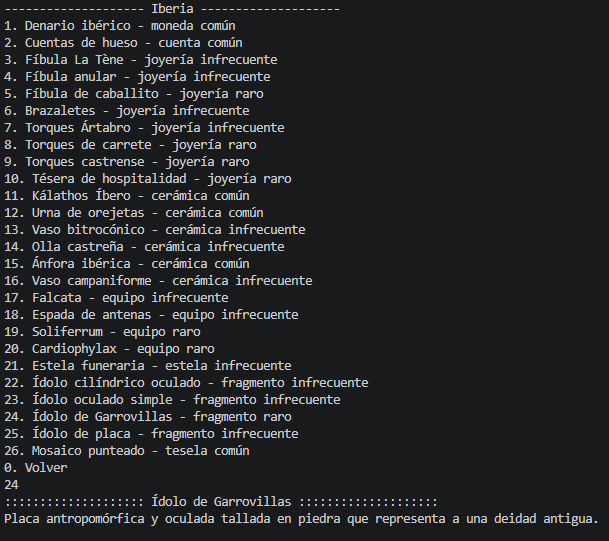 -------------------- Iberia --------------------
1. Denario ibérico - moneda común
2. Cuentas de hueso - cuenta común
3. Fíbula La Tène - joyería infrecuente
4. Fíbula anular - joyería infrecuente
5. Fíbula de caballito - joyería raro
6. Brazaletes - joyería infrecuente
7. Torques Ártabro - joyería infrecuente
8. Torques de carrete - joyería raro
9. Torques castrense - joyería raro
10. Tésera de hospitalidad - joyería raro
11. Kálathos Íbero - cerámica común
12. Urna de orejetas - cerámica común
13. Vaso bitrocónico - cerámica infrecuente
14. Olla castreña - cerámica infrecuente
15. Ánfora ibérica - cerámica común
16. Vaso campaniforme - cerámica infrecuente
17. Falcata - equipo infrecuente
18. Espada de antenas - equipo infrecuente
19. Soliferrum - equipo raro
20. Cardiophylax - equipo raro
21. Estela funeraria - estela infrecuente
22. Ídolo cilíndrico oculado - fragmento infrecuente
23. Ídolo oculado simple - fragmento infrecuente
24. Ídolo de Garrovillas - fragmento raro
25. Ídolo de placa - fragmento infrecuente
26. Mosaico punteado - tesela común
0. Volver
24
:::::::::::::::::::: Ídolo de Garrovillas ::::::::::::::::::::
Placa antropomórfica y oculada tallada en piedra que representa a una deidad antigua.